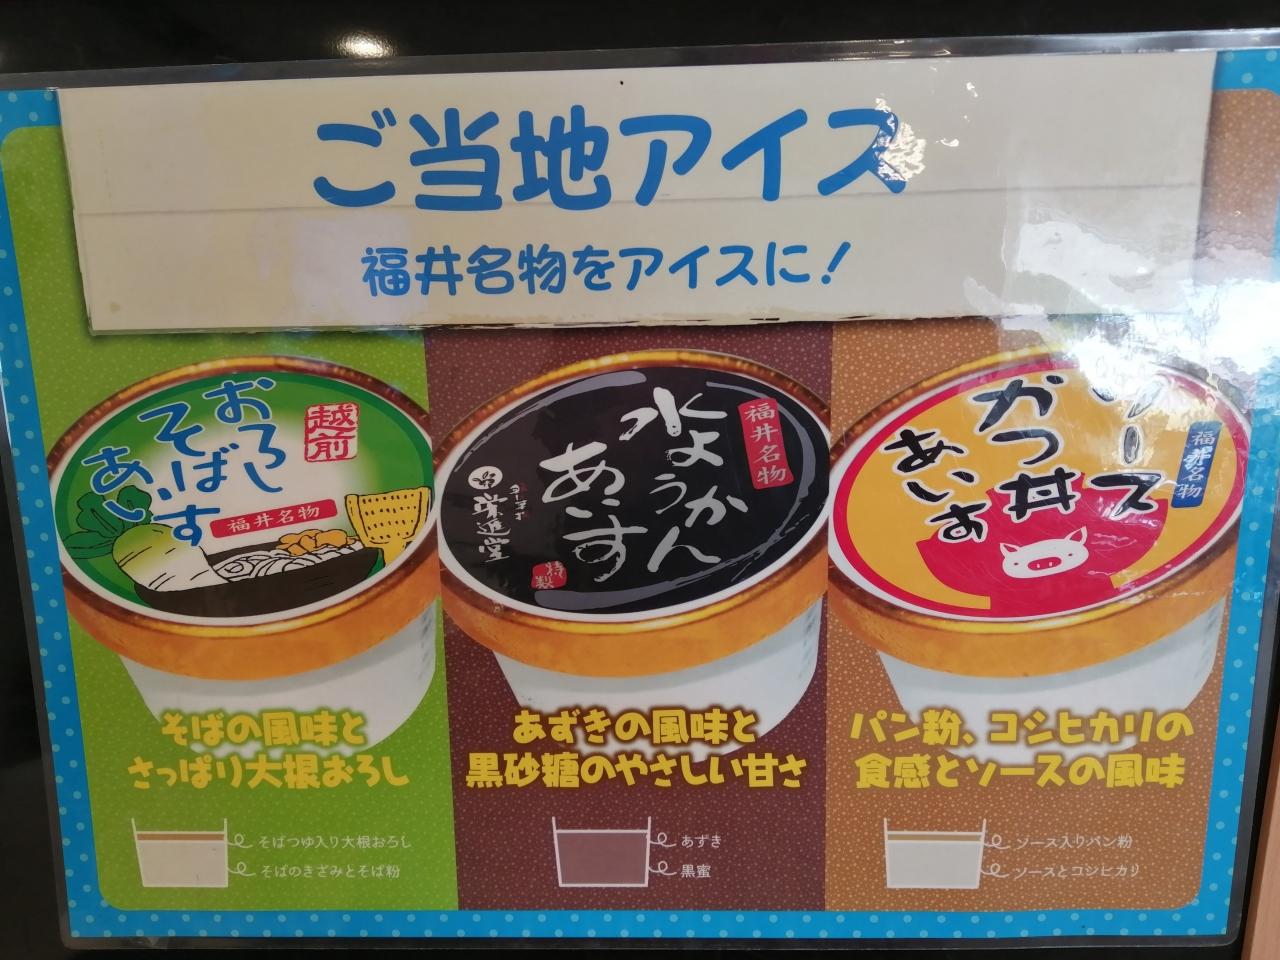 ご当地アイス
福井名物をアイスに！
越前
おろし
そばす
あい
福井名物
福井名物
水ようかん
あいす
特製
福井名物
ソース
かつ丼
あいす
そばの風味と
さっぱり大根おろし
あずきの風味と
黒砂糖のやさしい甘さ
パン粉、コシヒカリの
食感とソースの風味
そばつゆ入り大根おろし
そばのきざみとそば粉
あずき
黒蜜
ソース入りパン粉
ソースとコシヒカリ